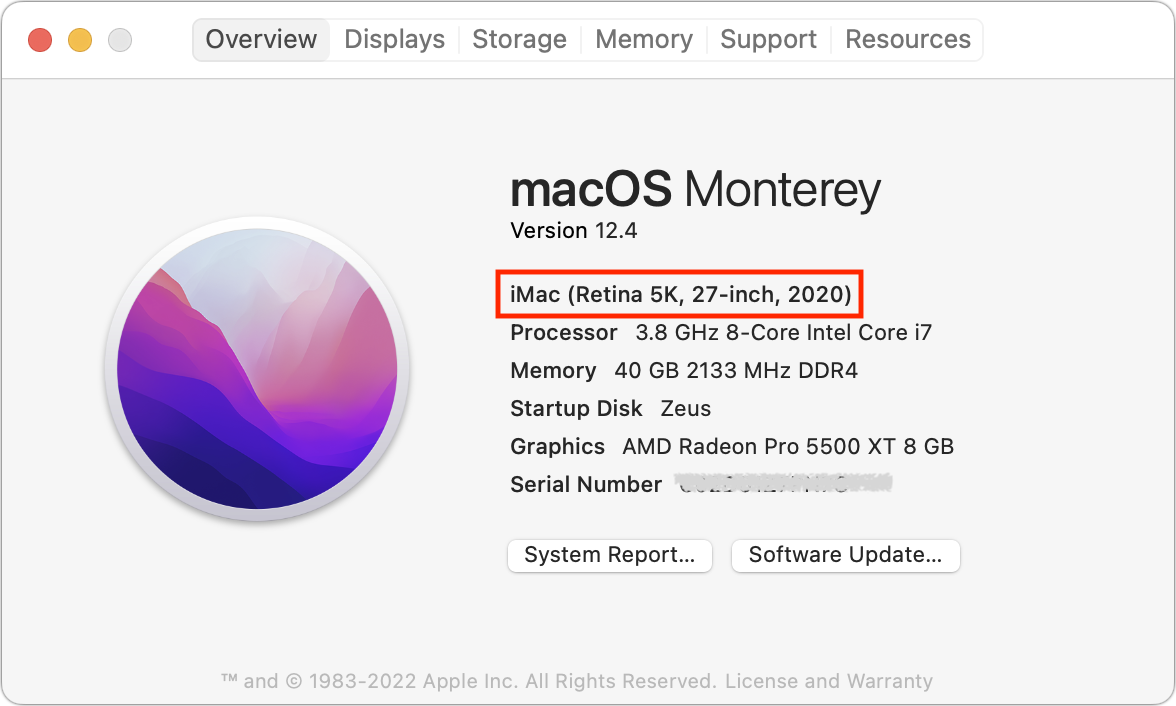 Overview Displays Storage Memory Support Resources
macOS Monterey
Version 12.4
iMac (Retina 5K, 27-inch, 2020)
Processor 3.8 GHz 8-Core Intel Core i7
Memory 40 GB 2133 MHz DDR4
Startup Disk Zeus
Graphics AMD Radeon Pro 5500 XT 8 GB
Serial Number
System Report... Software Update...
™ and © 1983-2022 Apple Inc. All Rights Reserved. License and Warranty